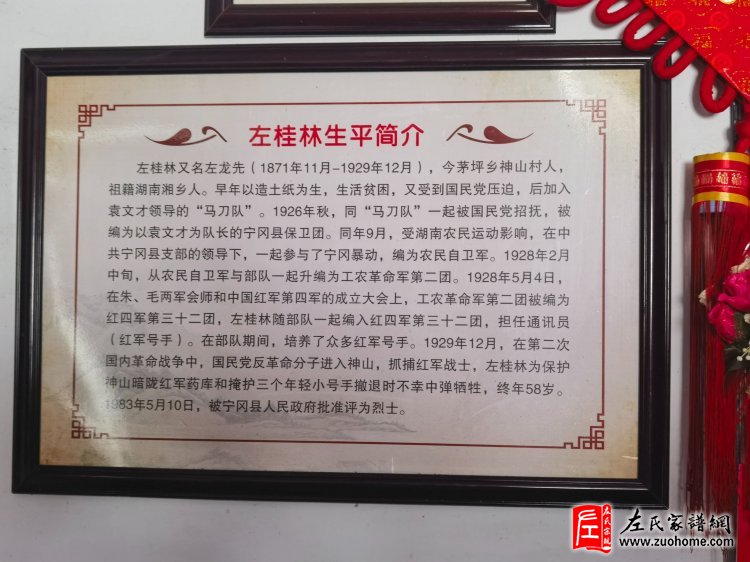 左桂林生平简介
左桂林又名左龙先（1871年11月-1929年12月），今茅坪乡神山村人，
祖籍湖南湘乡人。早年以造土纸为生，生活贫困，又受到国民党压迫，后加入
袁文才领导的“马刀队”。1926年秋，同“马刀队”一起被国民党招抚，被
编为以袁文才为队长的宁冈县保卫团。同年9月，受湖南农民运动影响，在中
共宁冈县支部的领导下，一起参与了宁冈暴动，编为农民自卫军。1928年2月
中旬，从农民自卫军与部队一起升编为工农革命军第二团。1928年5月4日，
在朱、毛两军会师和中国红军第四军的成立大会上，工农革命军第二团被编为
红四军第三十二团，左桂林随部队一起编入红四军第三十二团，担任通讯员
（红军号手）。在部队期间，培养了众多红军号手。1929年12月，在第二次
国内革命战争中，国民党反革命分子进入神山，抓捕红军战士，左桂林为保护
神山暗陇红军药库和掩护三个年轻小号手撤退时不幸中弹牺牲，终年58岁。
1983年5月10日，被宁冈县人民政府批准评为烈士。
左氏家谱
左氏家譜網
www.zuohome.com